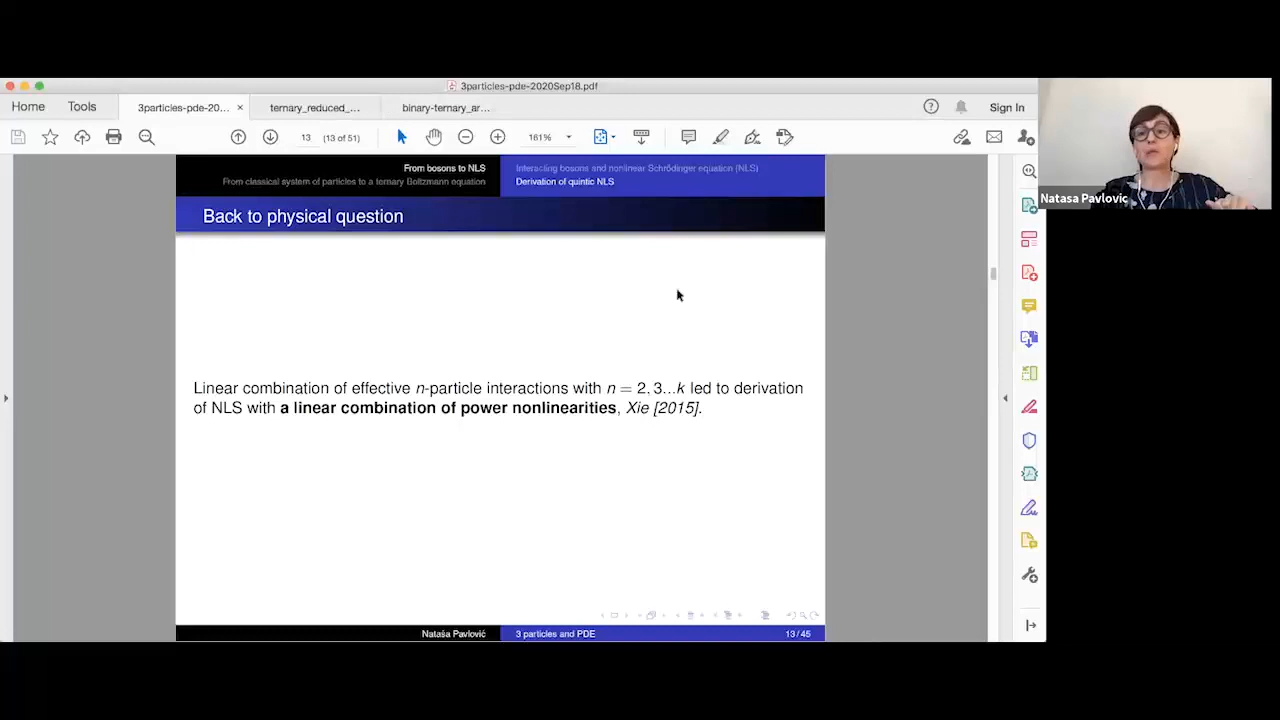 3particles-pde-2020Sep18.pdf
Home Tools 3particles-pde-20... × ternary_reduced_... binary-ternary_ar... Sign In
13 (13 of 51) 161%
From bosons to NLS
From classical system of particles to a ternary Boltzmann equation
Interacting bosons and nonlinear Schrödinger equation (NLS)
Derivation of quintic NLS
Back to physical question
Natasa Pavlovic
Linear combination of effective n-particle interactions with n = 2, 3...k led to derivation
of NLS with a linear combination of power nonlinearities, Xie [2015].
Nataša Pavlović 3 particles and PDE 13 / 45